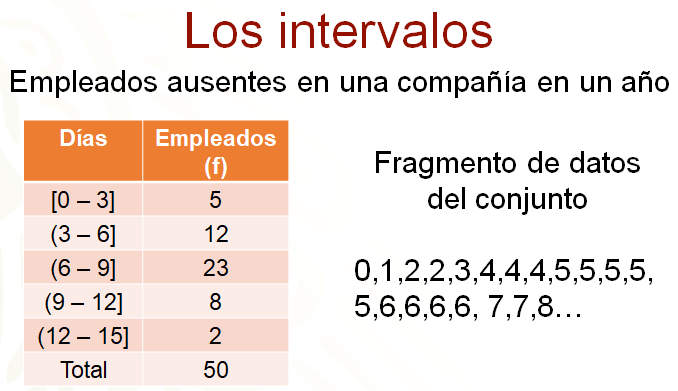 Los intervalos
Empleados ausentes en una compañía en un año
Días Empleados
(f)
[0 – 3] 5
(3 – 6] 12
(6 – 9] 23
(9 – 12] 8
(12 – 15] 2
Total 50
Fragmento de datos
del conjunto
0,1,2,2,3,4,4,4,5,5,5,5,
5,6,6,6,6, 7,7,8…